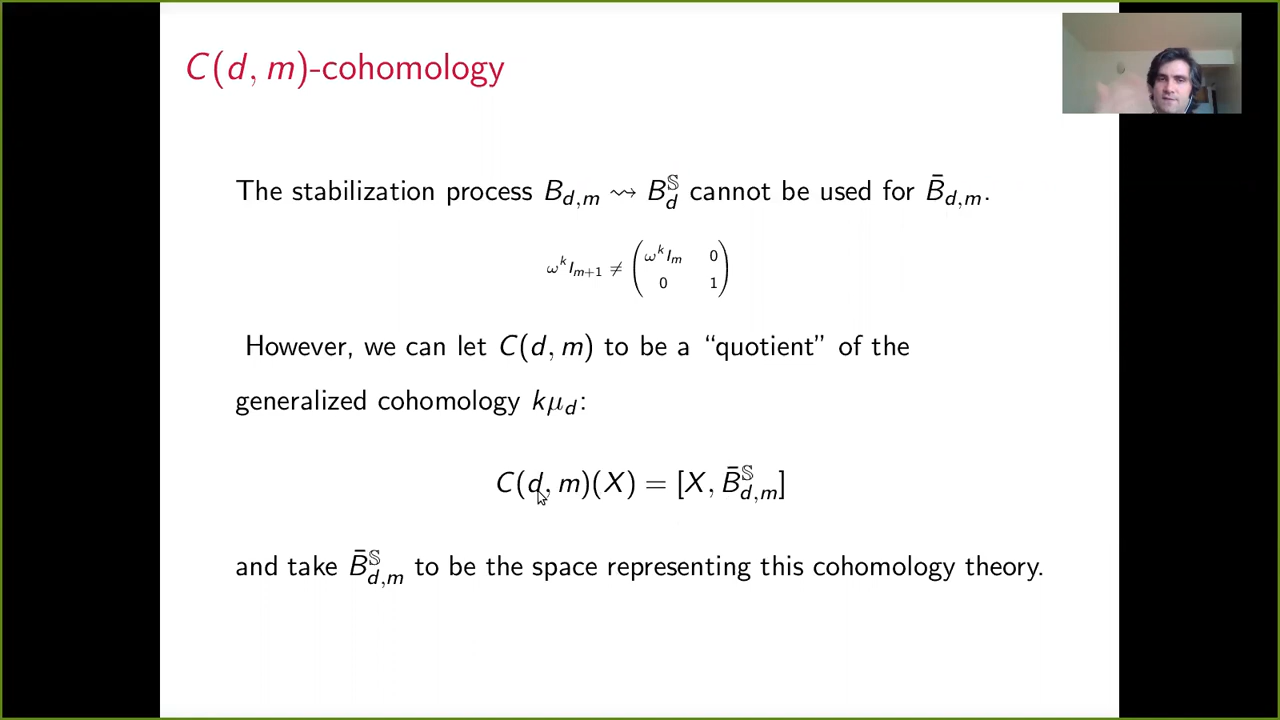 C(d, m)-cohomology
The stabilization process B_{d,m} ⇝ B_d^𝕊 cannot be used for B̄_{d,m}.
ω^k I_{m+1} ≠ ( ω^k I_m 0
0 1 )
However, we can let C(d, m) to be a “quotient” of the
generalized cohomology kμ_d:
C(d, m)(X) = [X, B̄_{d,m}^𝕊]
and take B̄_{d,m}^𝕊 to be the space representing this cohomology theory.